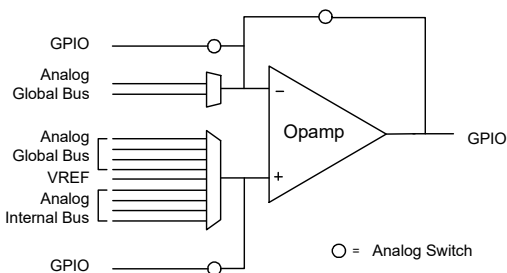 GPIO
Analog
Global Bus
−
Opamp
GPIO
Analog
Global Bus
VREF
+
Analog
Internal Bus
GPIO
= Analog Switch